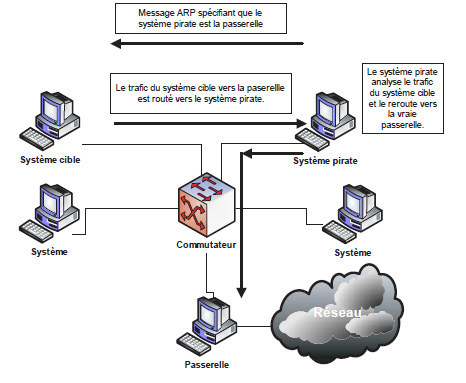 Message ARP spécifiant que le
système pirate est la passerelle
Le trafic du système cible vers la paserelle
est routé vers le système pirate.
Le système pirate
analyse le trafic
du système cible
et le reroute vers
la vraie
passerelle.
Système cible
Système pirate
Système
Commutateur
Système
Réseau
Passerelle